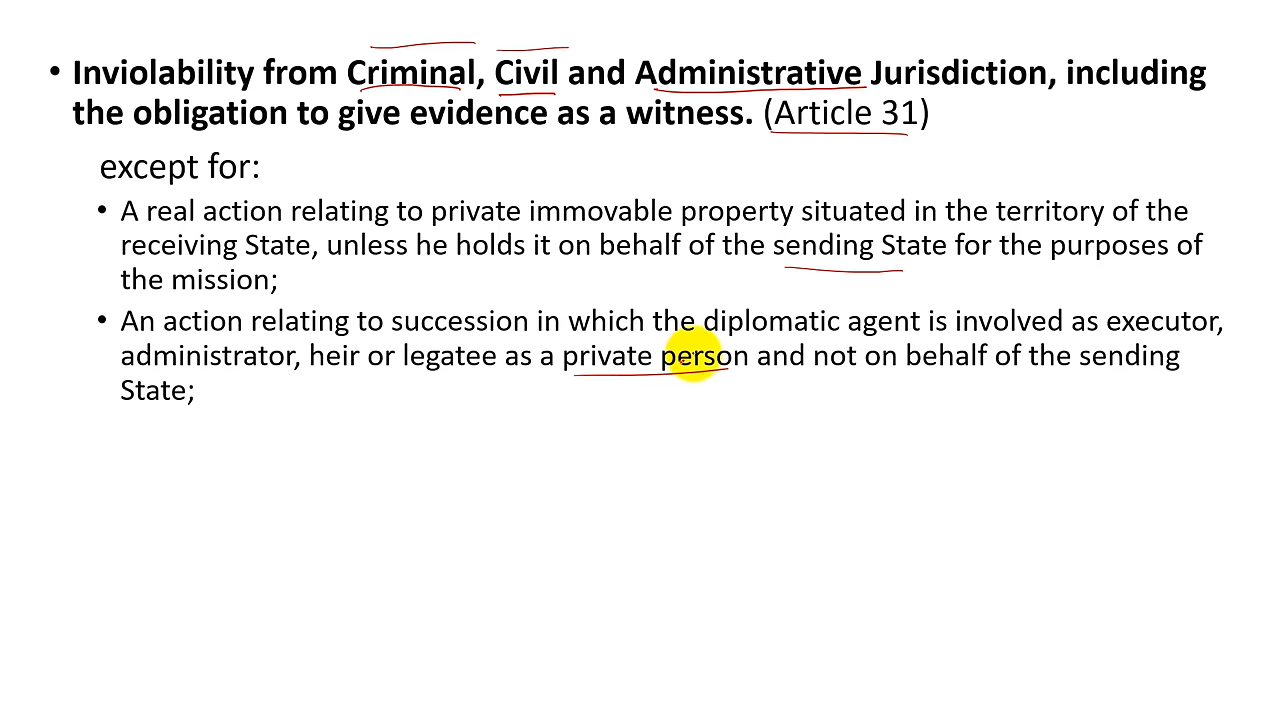 • Inviolability from Criminal, Civil and Administrative Jurisdiction, including
the obligation to give evidence as a witness. (Article 31)
except for:
• A real action relating to private immovable property situated in the territory of the
receiving State, unless he holds it on behalf of the sending State for the purposes of
the mission;
• An action relating to succession in which the diplomatic agent is involved as executor,
administrator, heir or legatee as a private person and not on behalf of the sending
State;